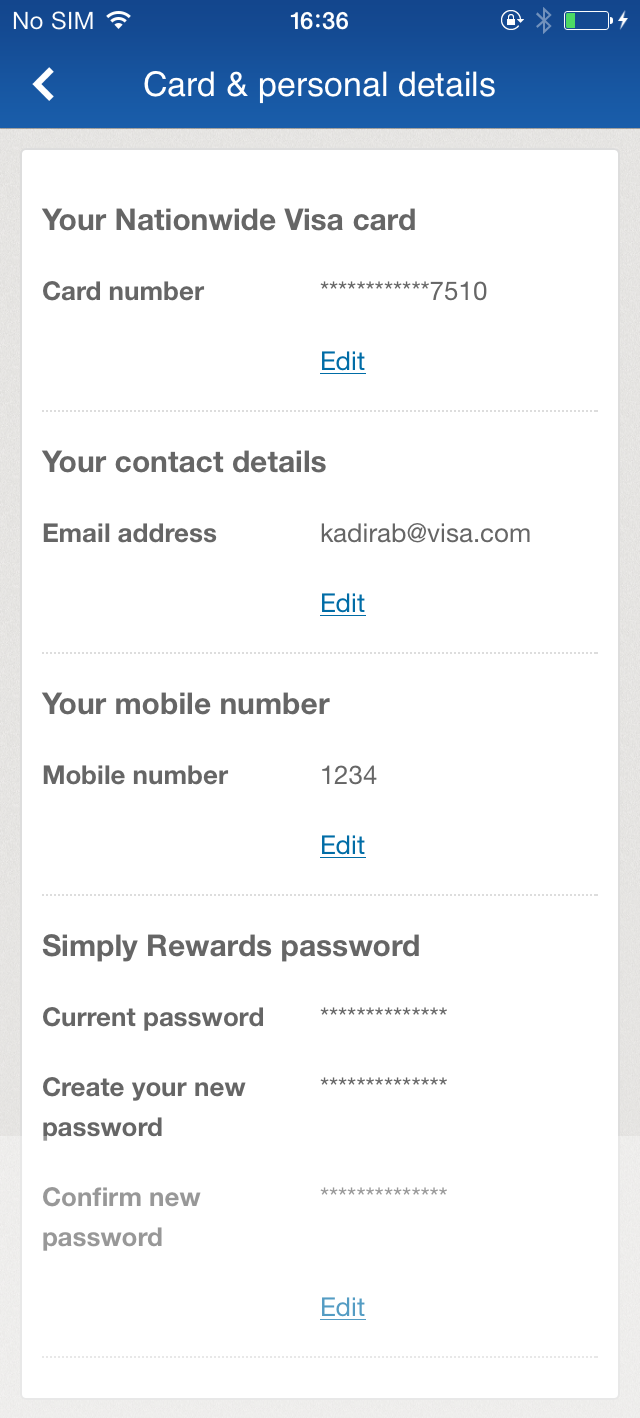 No SIM 16:36
Card & personal details
Your Nationwide Visa card
Card number ************7510
Edit
Your contact details
Email address kadirab@visa.com
Edit
Your mobile number
Mobile number 1234
Edit
Simply Rewards password
Current password **************
Create your new **************
password
Confirm new **************
password
Edit